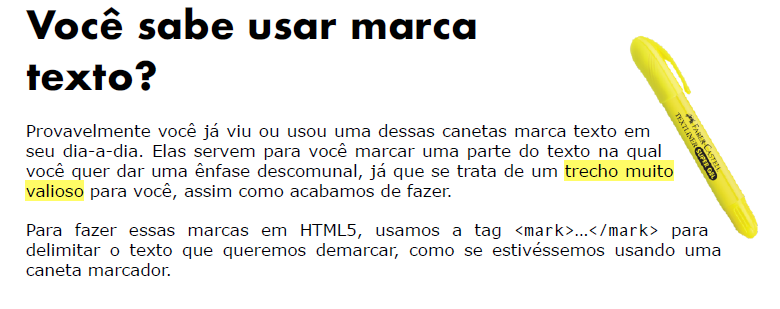 Você sabe usar marca
texto?
Provavelmente você já viu ou usou uma dessas canetas marca texto em
seu dia-a-dia. Elas servem para você marcar uma parte do texto na qual
você quer dar uma ênfase descomunal, já que se trata de um trecho muito
valioso para você, assim como acabamos de fazer.
Para fazer essas marcas em HTML5, usamos a tag <mark>…</mark> para
delimitar o texto que queremos demarcar, como se estivéssemos usando uma
caneta marcador.
FABER-CASTELL
TEXTLINER
SUPER GEL